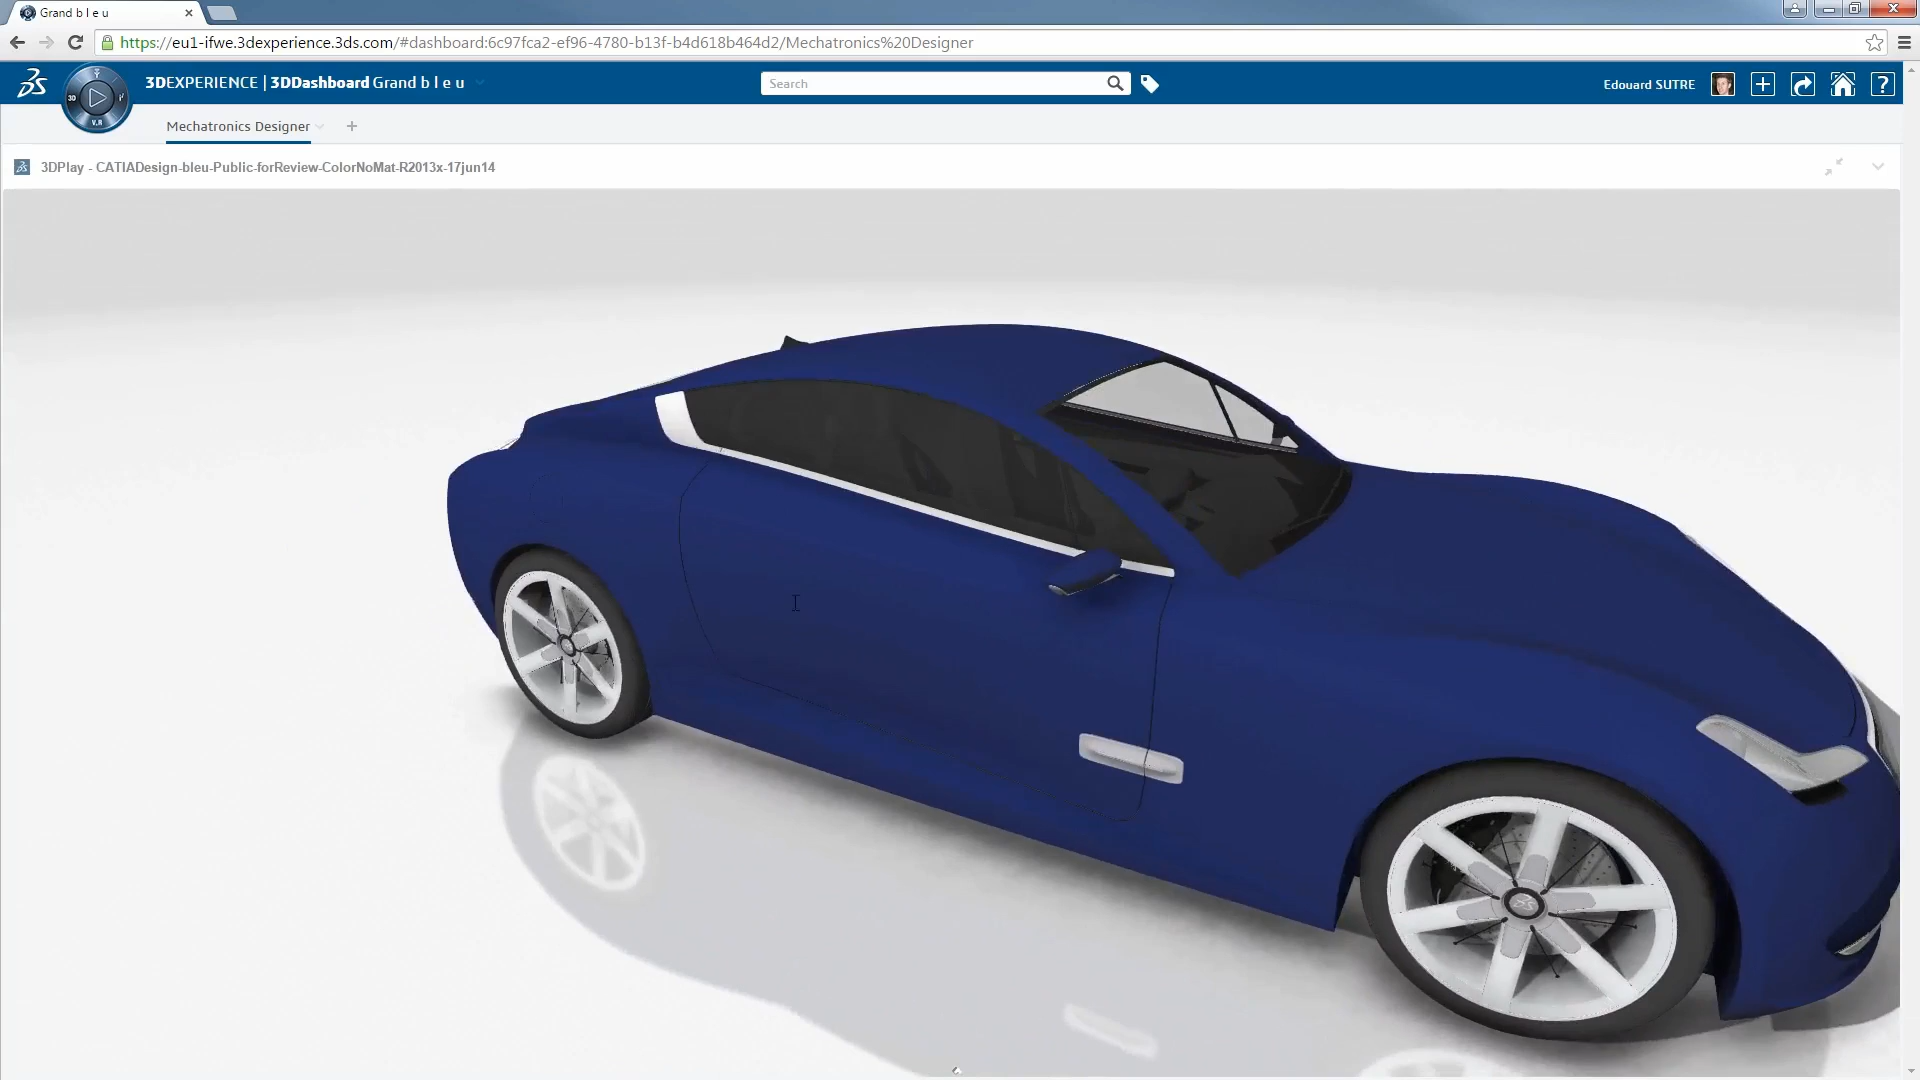 Grand b l e u
https://eu1-ifwe.3dexperience.3ds.com/#dashboard:6c97fca2-ef96-4780-b13f-b4d618b464d2/Mechatronics%20Designer
3DEXPERIENCE | 3DDashboard Grand b l e u
Search
Edouard SUTRE
3D
V.R
Mechatronics Designer
3DPlay - CATIADesign-bleu-Public-forReview-ColorNoMat-R2013x-17jun14